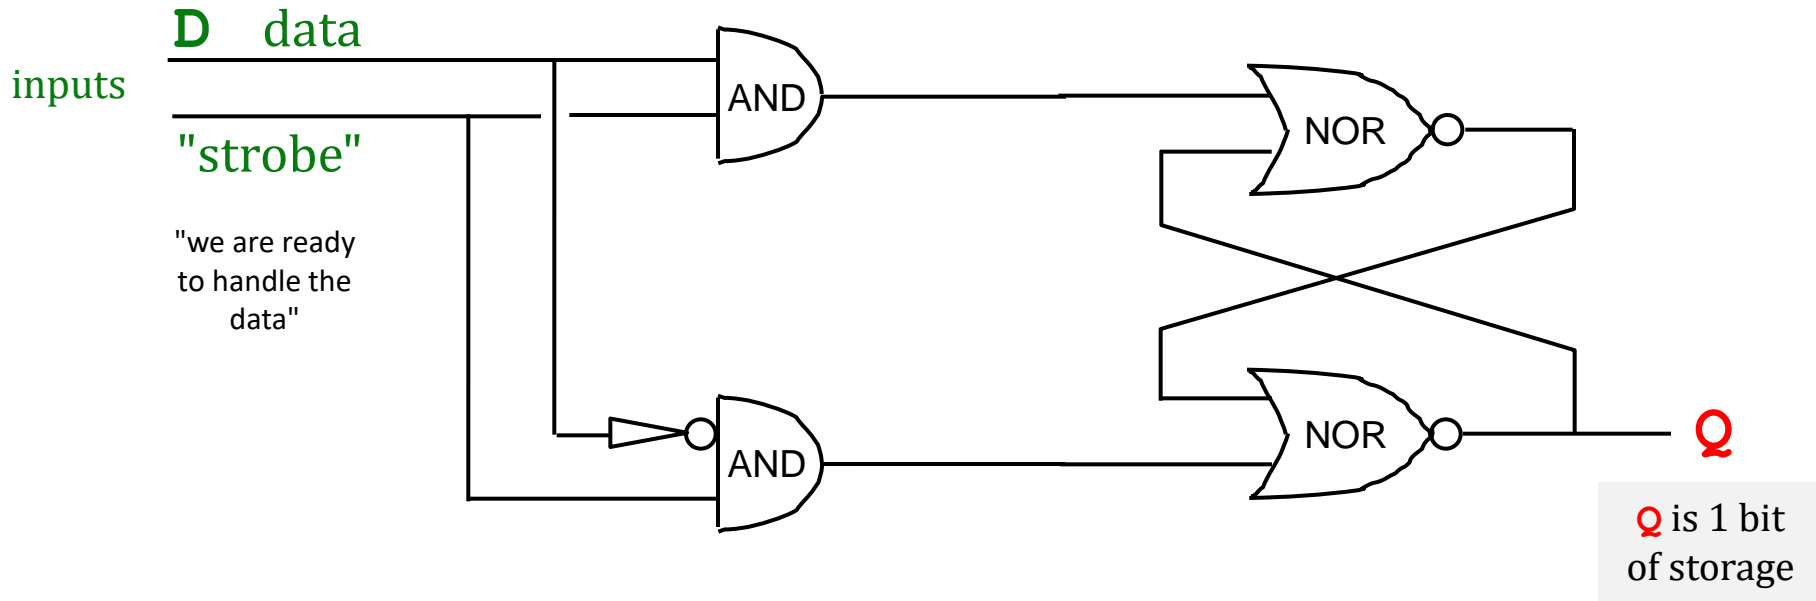 D data
inputs
"strobe"
"we are ready
to handle the
data"
AND
NOR
AND
NOR
Q
Q is 1 bit
of storage